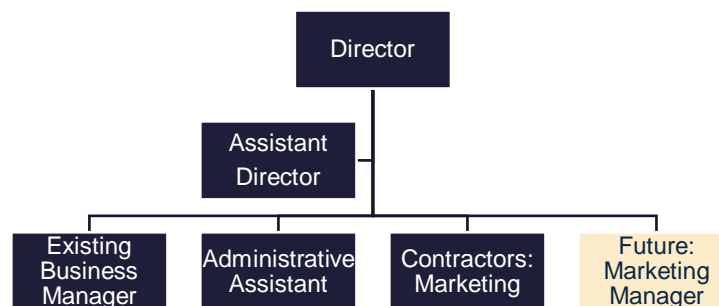 Director
Assistant
Director
Existing
Business
Manager
Administrative
Assistant
Contractors:
Marketing
Future:
Marketing
Manager